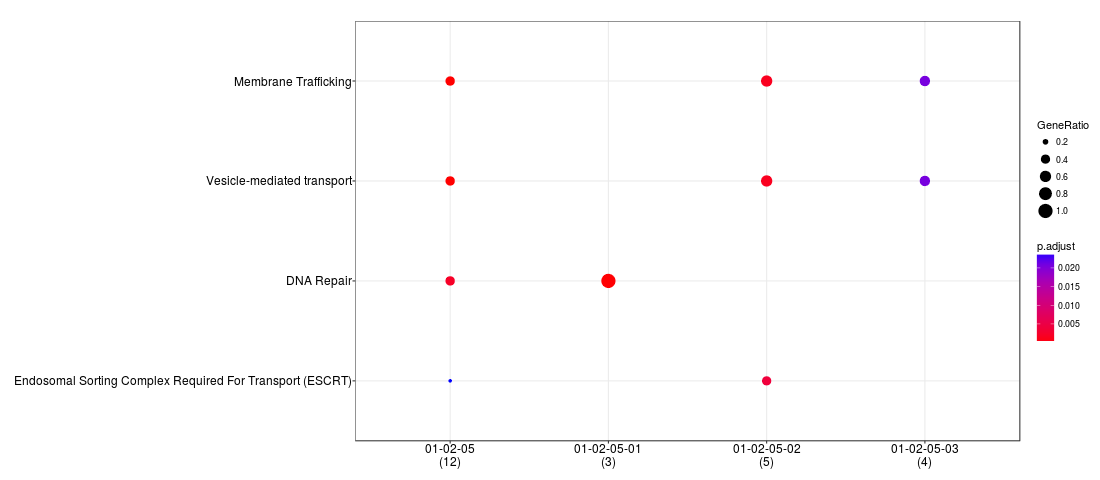 Membrane Trafficking
Vesicle-mediated transport
DNA Repair
Endosomal Sorting Complex Required For Transport (ESCRT)
01-02-05
(12)
01-02-05-01
(3)
01-02-05-02
(5)
01-02-05-03
(4)
GeneRatio
0.2
0.4
0.6
0.8
1.0
p.adjust
0.020
0.015
0.010
0.005